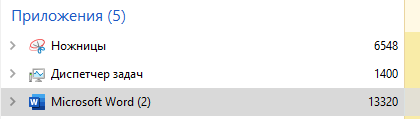 Приложения (5)
Ножницы 6548
Диспетчер задач 1400
Microsoft Word (2) 13320